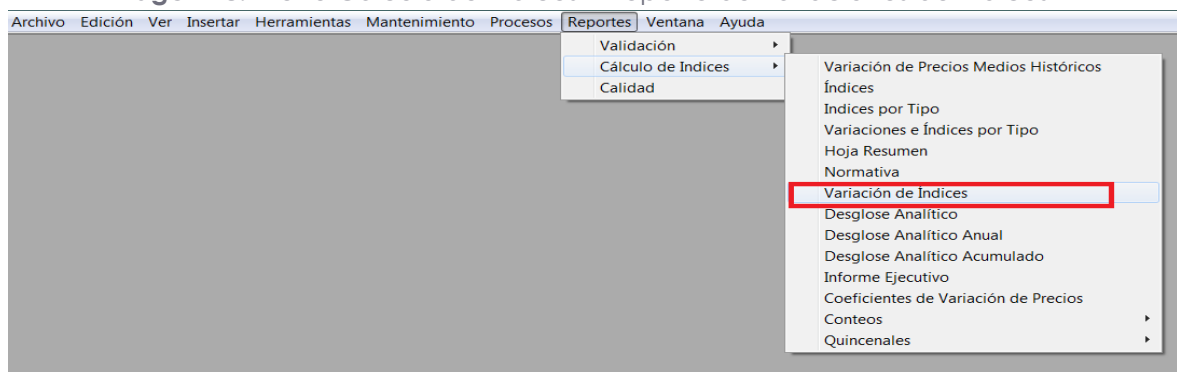 Archivo Edición Ver Insertar Herramientas Mantenimiento Procesos Reportes Ventana Ayuda
Validación
Cálculo de Indices
Calidad
Variación de Precios Medios Históricos
Índices
Indices por Tipo
Variaciones e Índices por Tipo
Hoja Resumen
Normativa
Variación de Índices
Desglose Analítico
Desglose Analítico Anual
Desglose Analítico Acumulado
Informe Ejecutivo
Coeficientes de Variación de Precios
Conteos
Quincenales